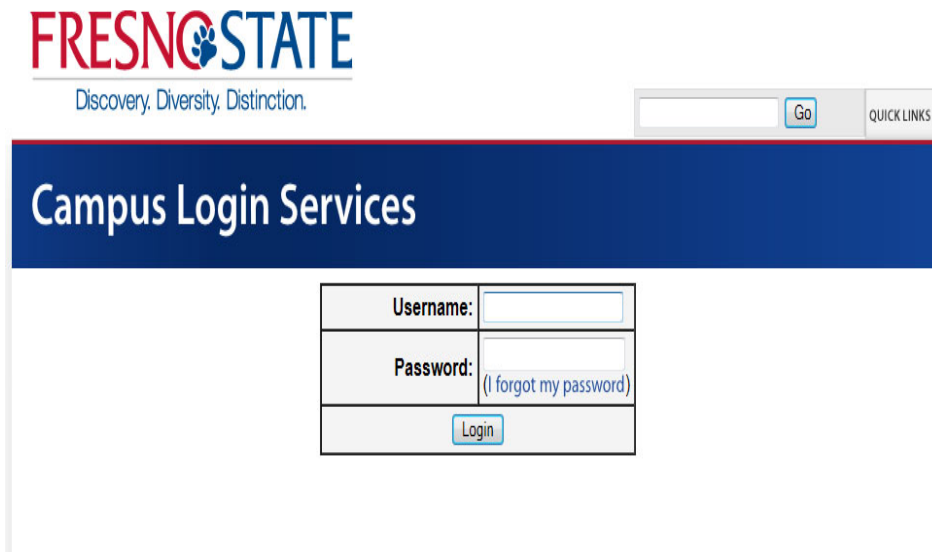 FRESNO STATE
Discovery. Diversity. Distinction.
Go
QUICK LINKS
Campus Login Services
Username:
Password:
(I forgot my password)
Login